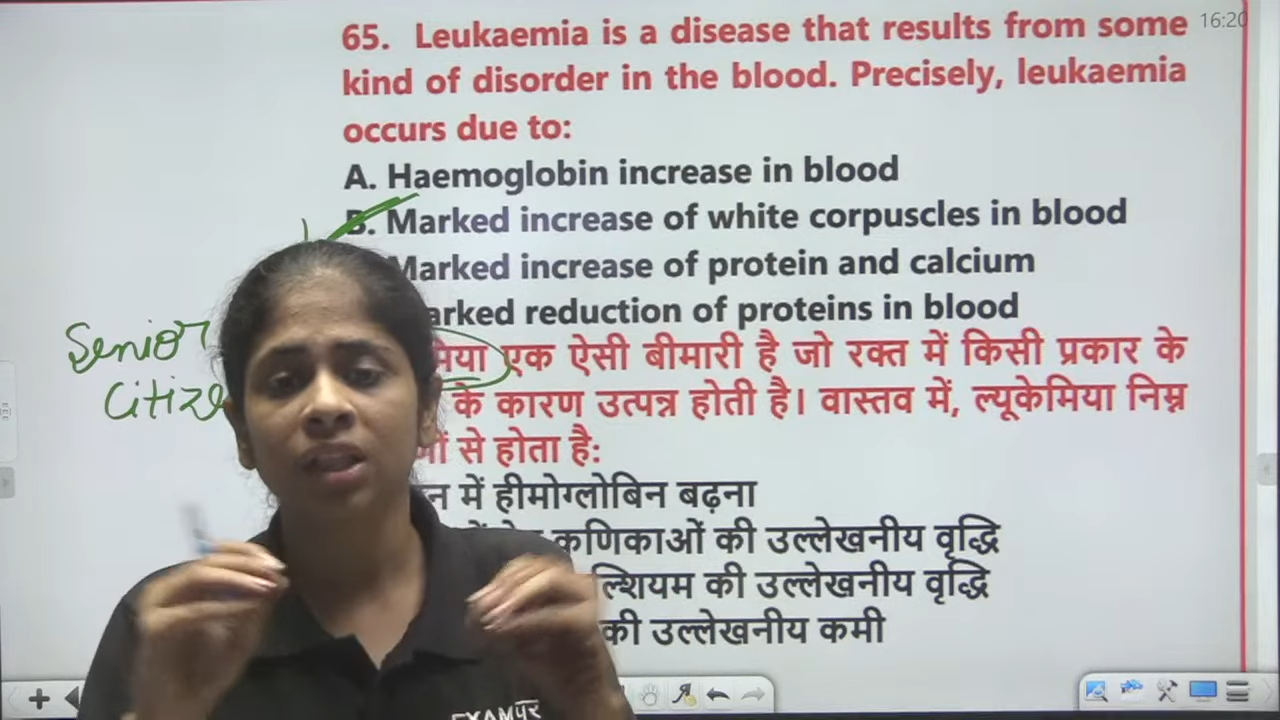 16:20
65. Leukaemia is a disease that results from some
kind of disorder in the blood. Precisely, leukaemia
occurs due to:
A. Haemoglobin increase in blood
B. Marked increase of white corpuscles in blood
Marked increase of protein and calcium
reduction of proteins in blood
Senior
एक ऐसी बीमारी है जो रक्त में किसी प्रकार के
के कारण उत्पन्न होती है। वास्तव में, ल्यूकेमिया निम्न
से होता है:
में हीमोग्लोबिन बढ़ना
कणिकाओं की उल्लेखनीय वृद्धि
की उल्लेखनीय वृद्धि
की उल्लेखनीय कमी
EXAMपुर